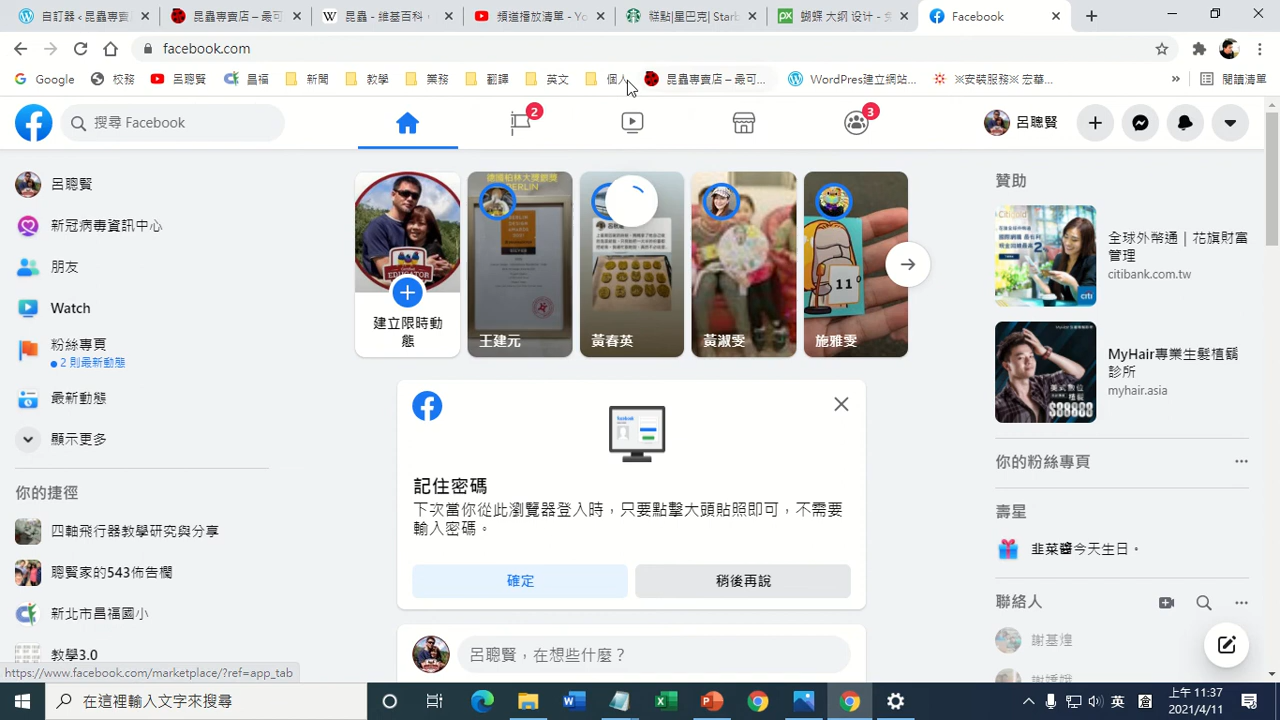 自訂器 ‹ 昆蟲專賣
昆蟲專賣店 – 最可
昆蟲 - 維基百科，
頻道播放清單 - Yo
糕點|星巴克| Starb
蝴蝶 大綱 设计 - 免
Facebook
facebook.com
Google
校務
呂聰賢
昌福
新聞
教學
業務
翻譯
英文
個人
昆蟲專賣店 – 最可...
WordPres建立網站...
※安裝服務※ 宏華...
»
閱讀清單
搜尋 Facebook
2
3
呂聰賢
呂聰賢
新冠病毒資訊中心
朋友
Watch
粉絲專頁
2 則最新動態
最新動態
顯示更多
你的捷徑
四軸飛行器教學研究與分享
聰賢家的543佈告欄
新北市昌福國小
教學3.0
建立限時動
態
王建元
黃春英
黃淑雯
施雅雯
11
記住密碼
下次當你從此瀏覽器登入時，只要點擊大頭貼照即可，不需要
輸入密碼。
確定
稍後再說
呂聰賢，在想些什麼？
贊助
全球外幣通｜花旗財富
管理
citibank.com.tw
MyHair專業生髮植鬍
診所
myhair.asia
你的粉絲專頁
壽星
韭菜醬今天生日。
聯絡人
謝基煌
https://www.facebook.com/marketplace/?ref=app_tab
在這裡輸入文字來搜尋
英
上午 11:37
2021/4/11